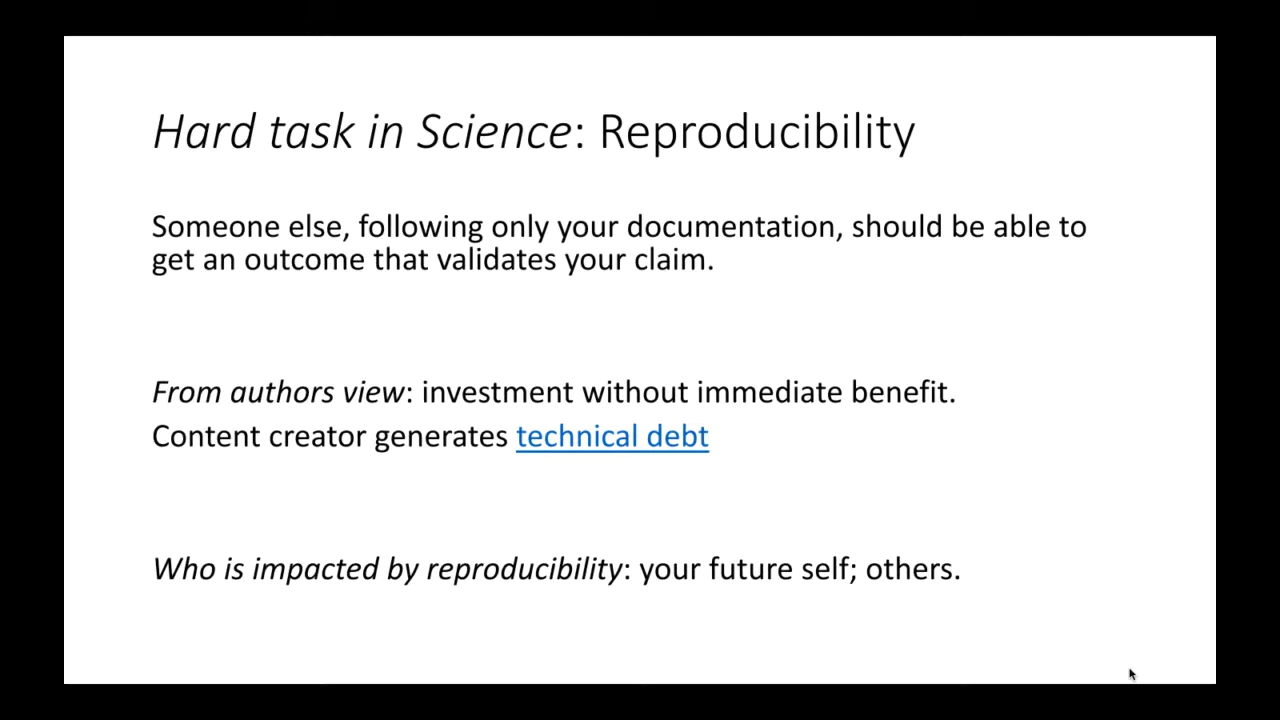 Hard task in Science: Reproducibility
Someone else, following only your documentation, should be able to
get an outcome that validates your claim.
From authors view: investment without immediate benefit.
Content creator generates technical debt
Who is impacted by reproducibility: your future self; others.